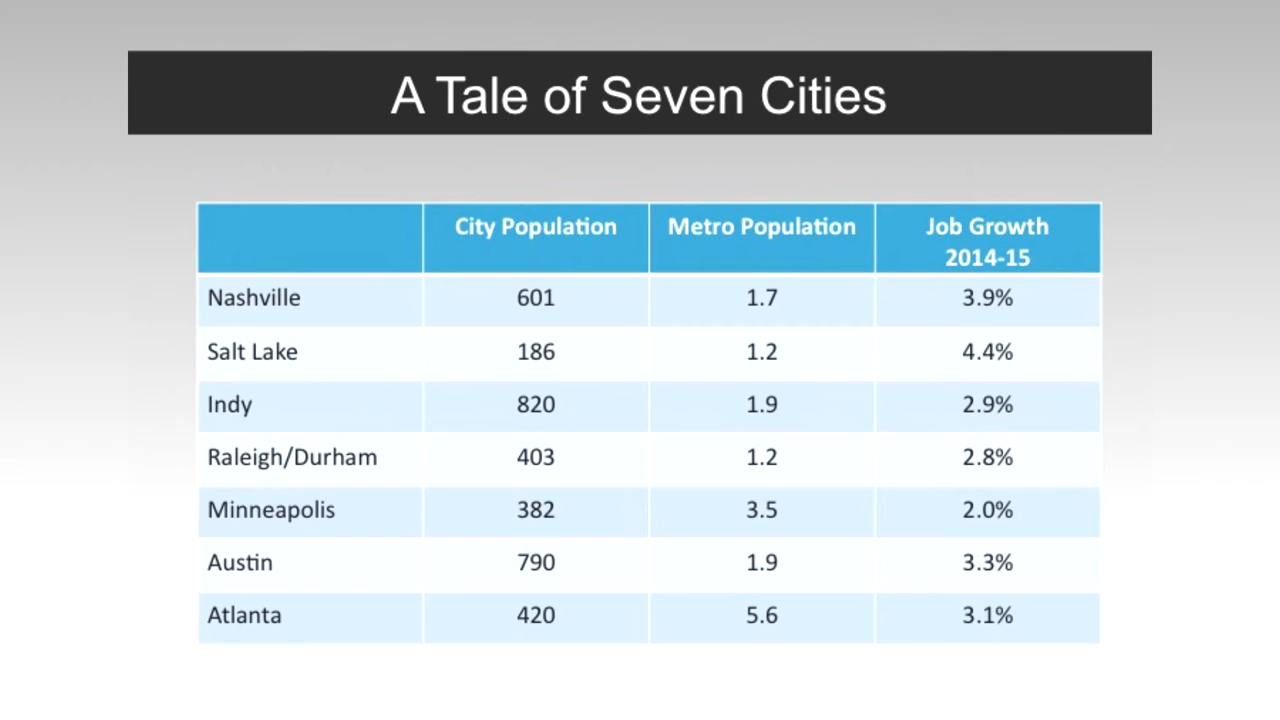 A Tale of Seven Cities
City Population Metro Population Job Growth
2014-15
Nashville 601 1.7 3.9%
Salt Lake 186 1.2 4.4%
Indy 820 1.9 2.9%
Raleigh/Durham 403 1.2 2.8%
Minneapolis 382 3.5 2.0%
Austin 790 1.9 3.3%
Atlanta 420 5.6 3.1%